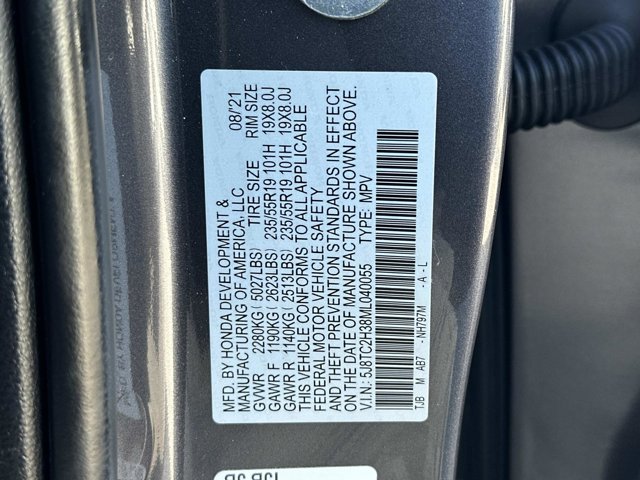 MFD. BY HONDA DEVELOPMENT & 08/21
MANUFACTURING OF AMERICA, LLC
GVWR 2280KG (5027LBS) TIRE SIZE RIM SIZE
GAWR F 1190KG (2623LBS) 235/55R19 101H 19X8.0J
GAWR R 1140KG (2513LBS) 235/55R19 101H 19X8.0J
THIS VEHICLE CONFORMS TO ALL APPLICABLE
FEDERAL MOTOR VEHICLE SAFETY
AND THEFT PREVENTION STANDARDS IN EFFECT
ON THE DATE OF MANUFACTURE SHOWN ABOVE.
V.I.N: 5J8TC2H38ML040055 TYPE: MPV
TJB M AB7 -NH797M -A-L